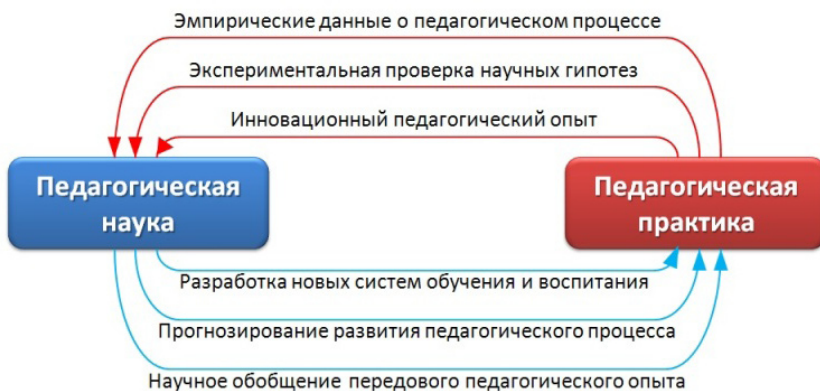 Эмпирические данные о педагогическом процессе
Экспериментальная проверка научных гипотез
Инновационный педагогический опыт
Педагогическая
наука
Педагогическая
практика
Разработка новых систем обучения и воспитания
Прогнозирование развития педагогического процесса
Научное обобщение передового педагогического опыта